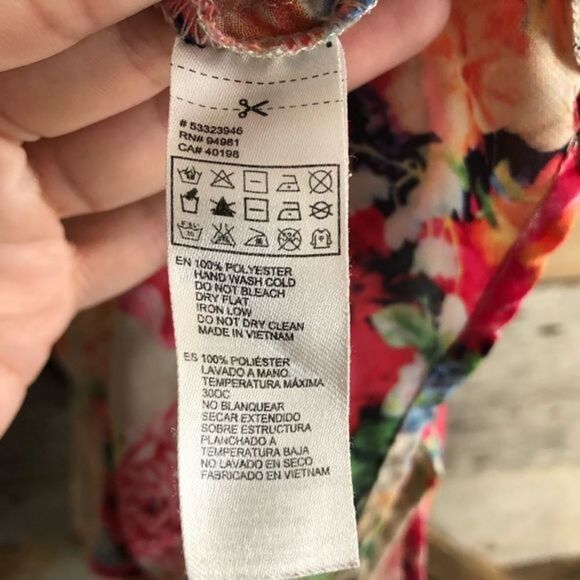 # 53323946
RN# 94981
CA# 40198
EN 100% POLYESTER
HAND WASH COLD
DO NOT BLEACH
DRY FLAT
IRON LOW
DO NOT DRY CLEAN
MADE IN VIETNAM
ES 100% POLIÉSTER
LAVADO A MANO,
TEMPERATURA MÁXIMA
30OC
NO BLANQUEAR
SECAR EXTENDIDO
SOBRE ESTRUCTURA
PLANCHADO A
TEMPERATURA BAJA
NO LAVADO EN SECO
FABRICADO EN VIETNAM